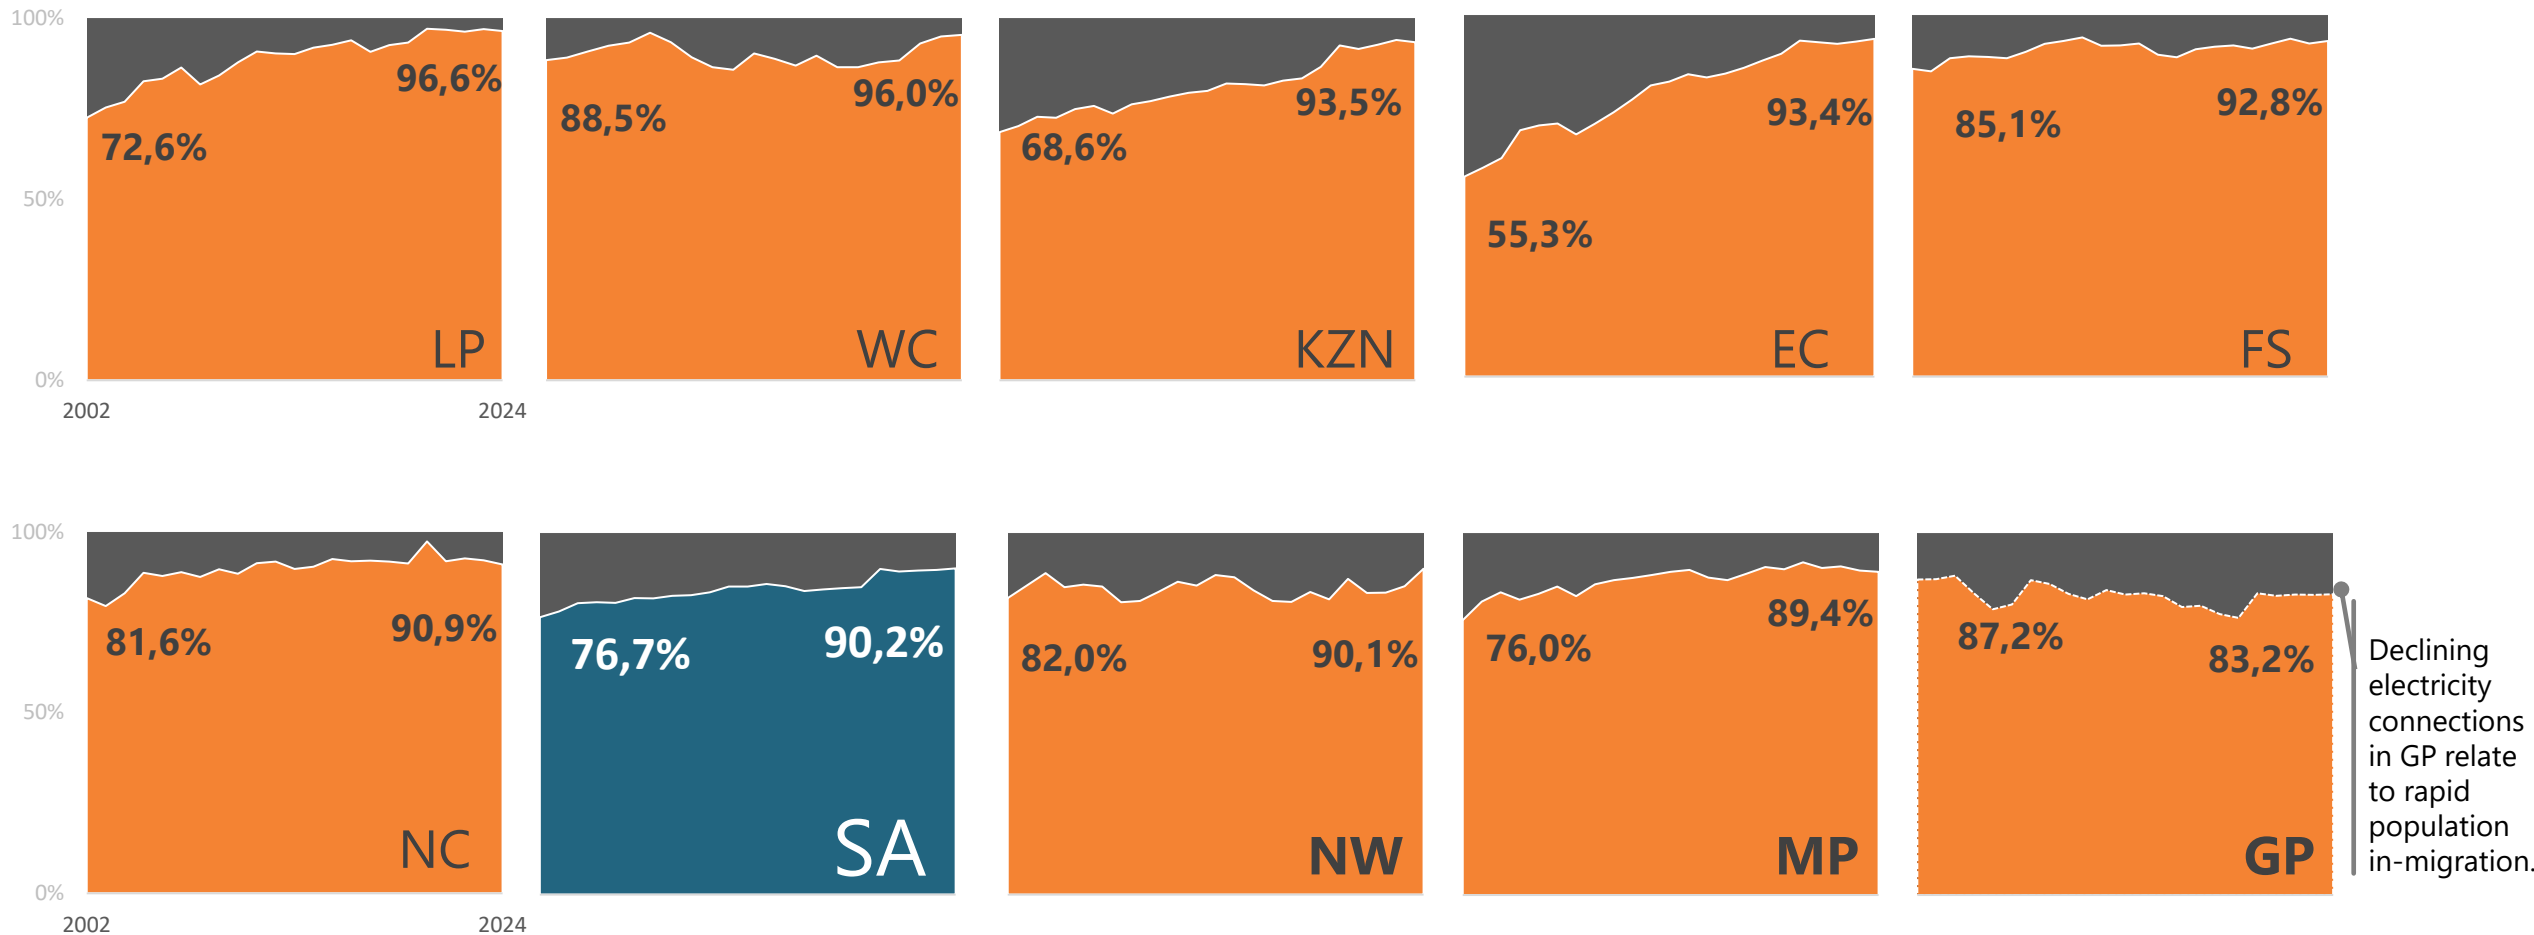 100%
50%
0%
72,6%
96,6%
LP
88,5%
96,0%
WC
68,6%
93,5%
KZN
55,3%
93,4%
EC
85,1%
92,8%
FS
2002
2024
100%
50%
0%
81,6%
90,9%
NC
76,7%
90,2%
SA
82,0%
90,1%
NW
76,0%
89,4%
MP
87,2%
83,2%
GP
Declining
electricity
connections
in GP relate
to rapid
population
in-migration.
2002
2024